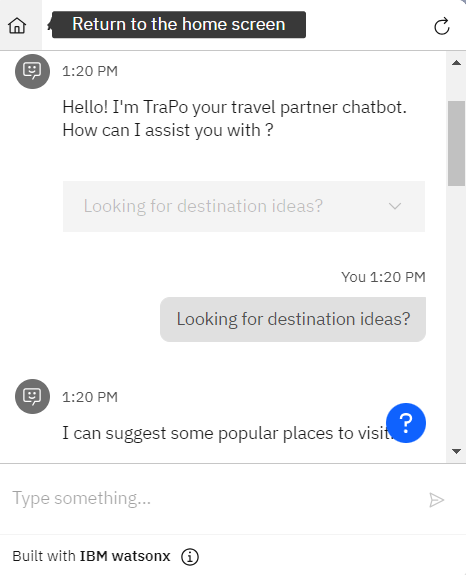 Return to the home screen
1:20 PM
Hello! I'm TraPo your travel partner chatbot.
How can I assist you with ?
Looking for destination ideas?
You 1:20 PM
Looking for destination ideas?
1:20 PM
I can suggest some popular places to visit.
?
Type something...
Built with IBM watsonx